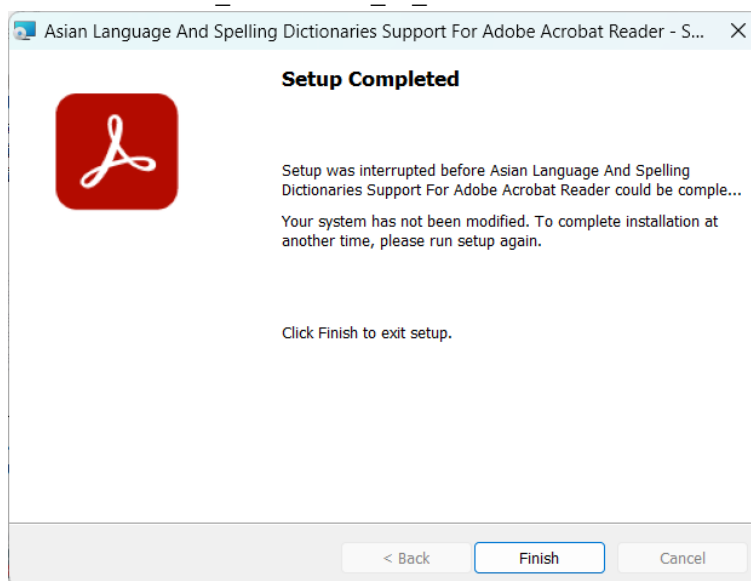 Asian Language And Spelling Dictionaries Support For Adobe Acrobat Reader - S...
Setup Completed
Setup was interrupted before Asian Language And Spelling
Dictionaries Support For Adobe Acrobat Reader could be comple...
Your system has not been modified. To complete installation at
another time, please run setup again.
Click Finish to exit setup.
< Back Finish Cancel